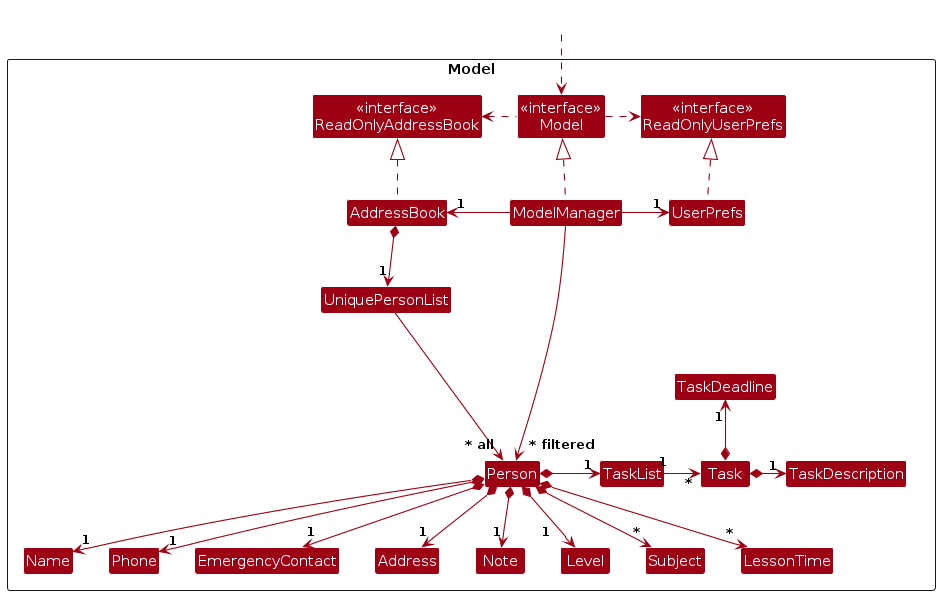 Model
«interface»
ReadOnlyAddressBook
«interface»
Model
«interface»
ReadOnlyUserPrefs
AddressBook
1
ModelManager
1
UserPrefs
1
UniquePersonList
TaskDeadline
1
* all
* filtered
Person
1
TaskList
1
*
Task
1
TaskDescription
1
1
1
1
1
1
*
*
Name
Phone
EmergencyContact
Address
Note
Level
Subject
LessonTime